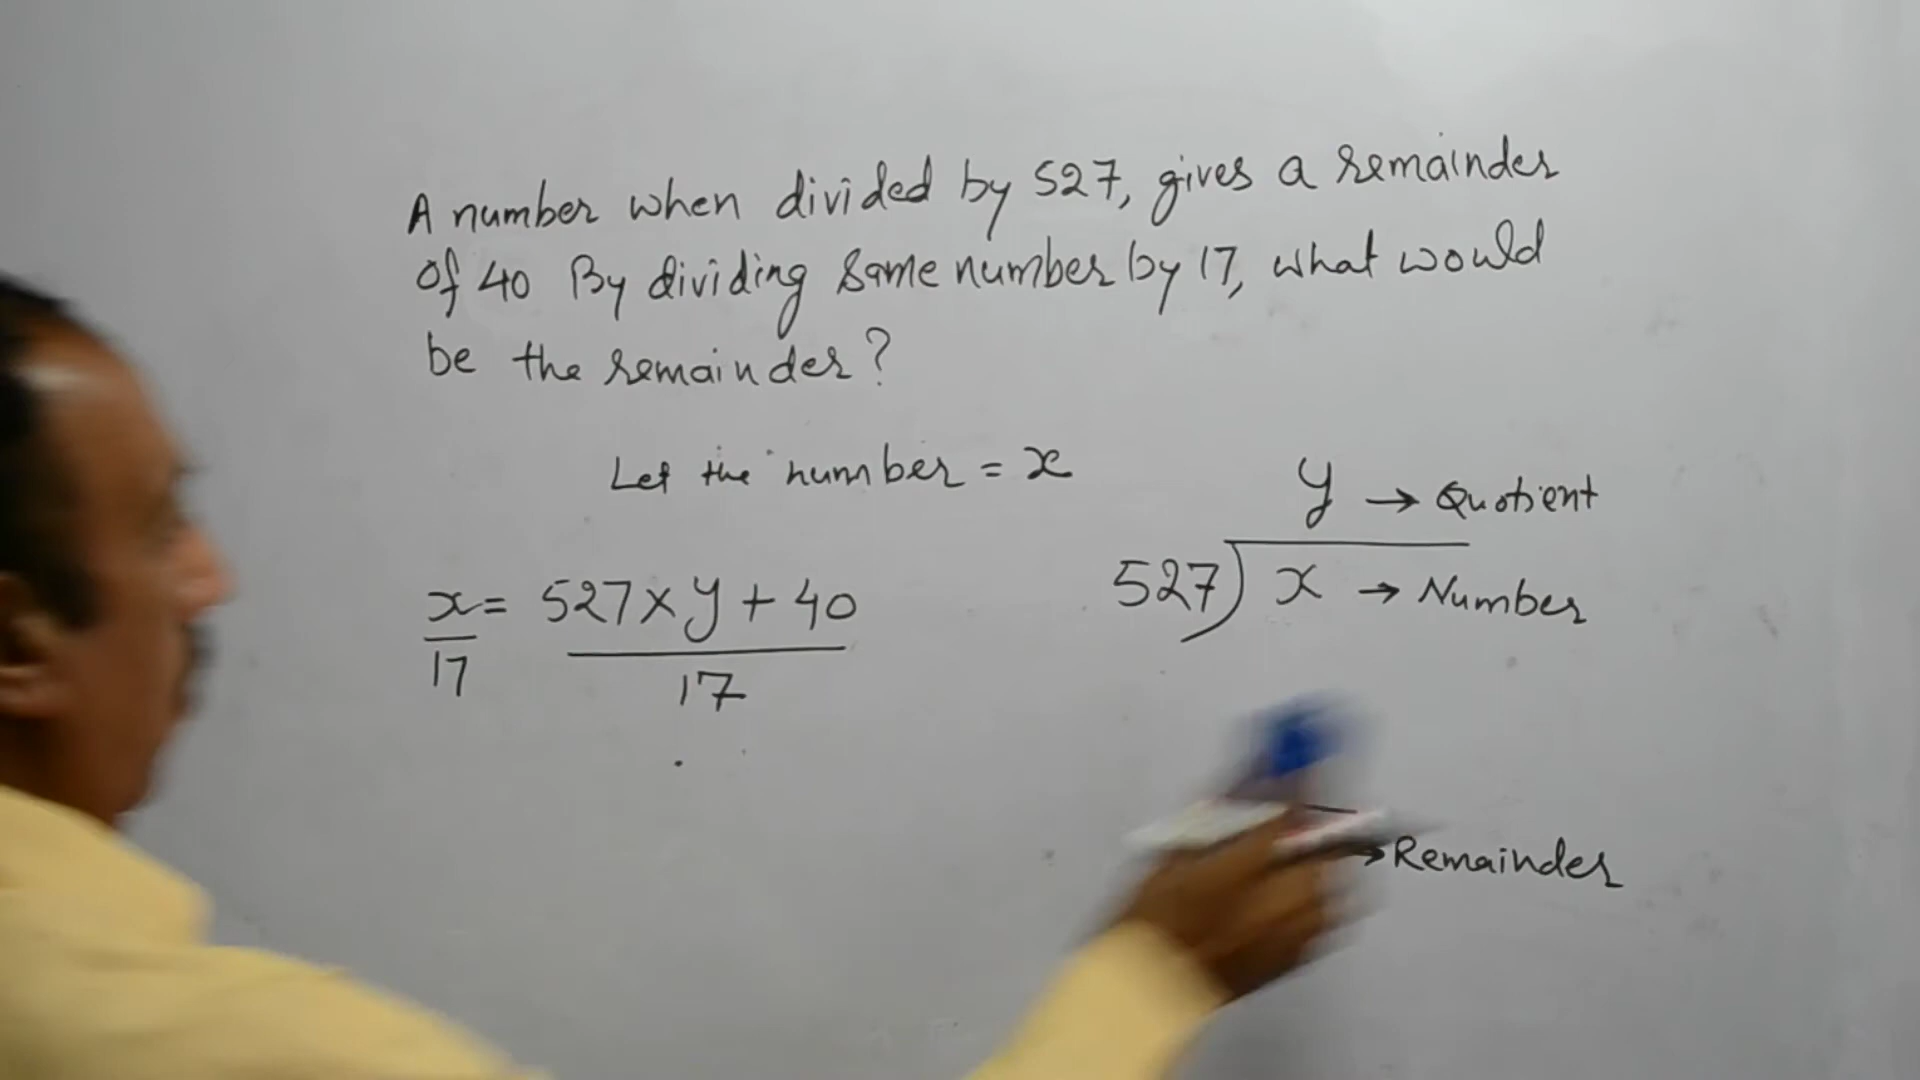 A number when divided by 527, gives a remainder
of 40 By dividing same number by 17, what would
be the remainder?
Let the number = x
y → Quotient
527) x → Number
x = 527 x y + 40
17 17
→ Remainder